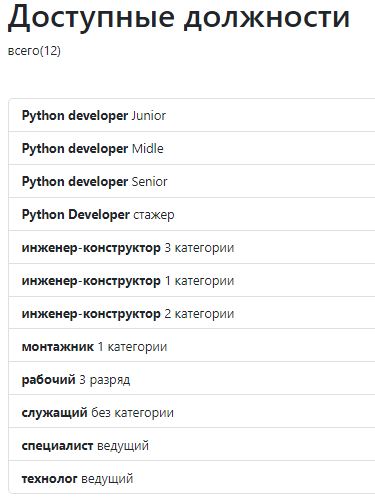 Доступные должности
всего(12)
Python developer Junior
Python developer Midle
Python developer Senior
Python Developer стажер
инженер-конструктор 3 категории
инженер-конструктор 1 категории
инженер-конструктор 2 категории
монтажник 1 категории
рабочий 3 разряд
служащий без категории
специалист ведущий
технолог ведущий